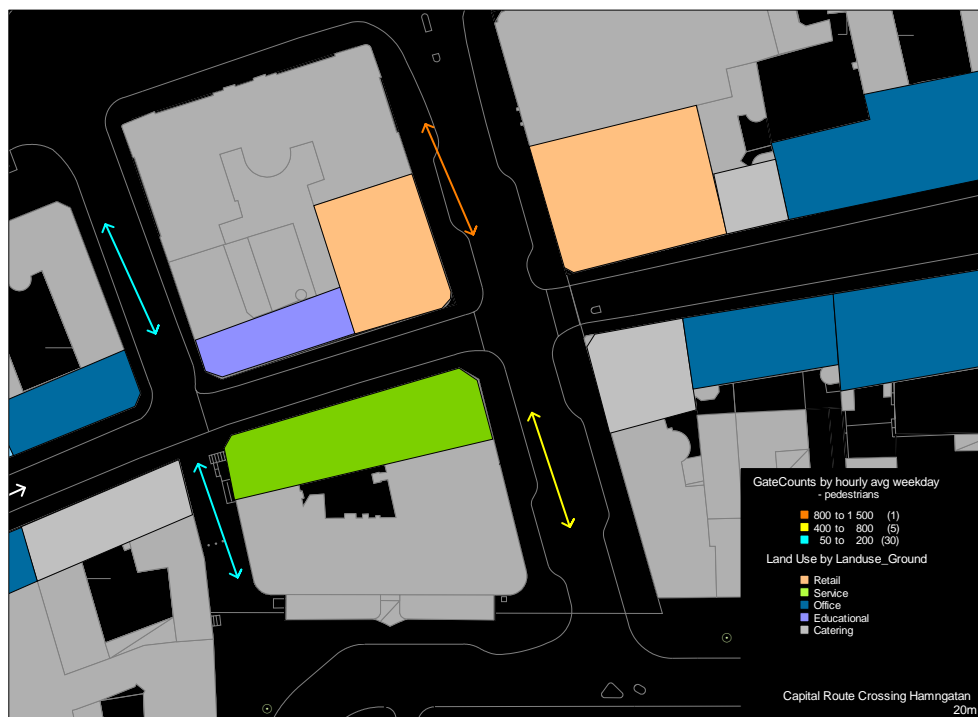 GateCounts by hourly avg weekday
- pedestrians
800 to 1 500 (1)
400 to 800 (5)
50 to 200 (30)
Land Use by Landuse_Ground
Retail
Service
Office
Educational
Catering
Capital Route Crossing Hamngatan
20m